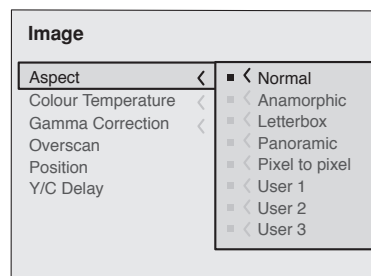 Image
Aspect
Colour Temperature
Gamma Correction
Overscan
Position
Y/C Delay
Normal
Anamorphic
Letterbox
Panoramic
Pixel to pixel
User 1
User 2
User 3